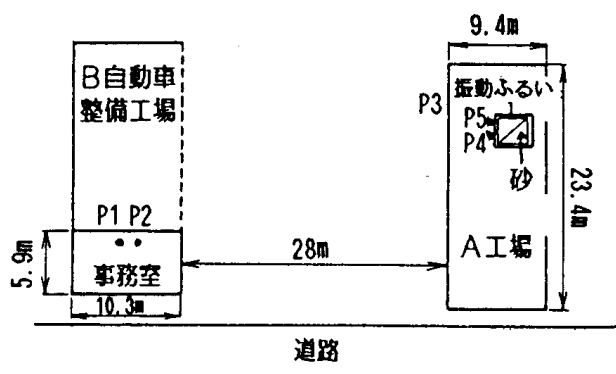 9.4m
B自動車
整備工場
振動ふるい
P3
P5
P4
砂
23.4m
P1 P2
5.9m
事務室
28m
A工場
10.3m
道路